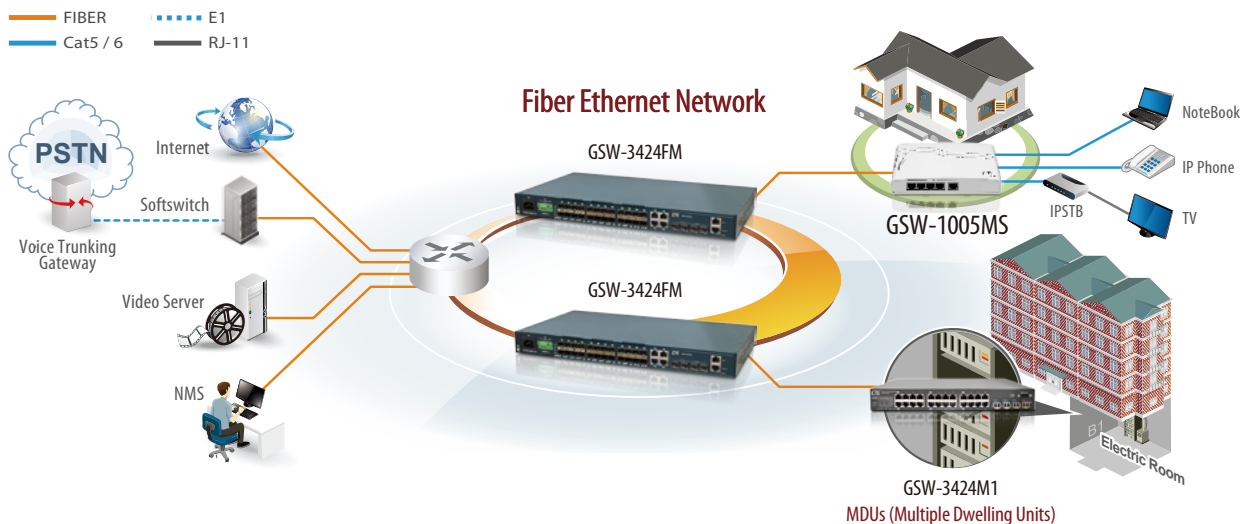 FIBER
E1
Cat5 / 6
RJ-11
Fiber Ethernet Network
PSTN
Voice Trunking
Gateway
Internet
Softswitch
Video Server
NMS
GSW-3424FM
GSW-3424FM
GSW-1005MS
NoteBook
IP Phone
IPSTB
TV
B1
Electric Room
GSW-3424M1
MDUs (Multiple Dwelling Units)